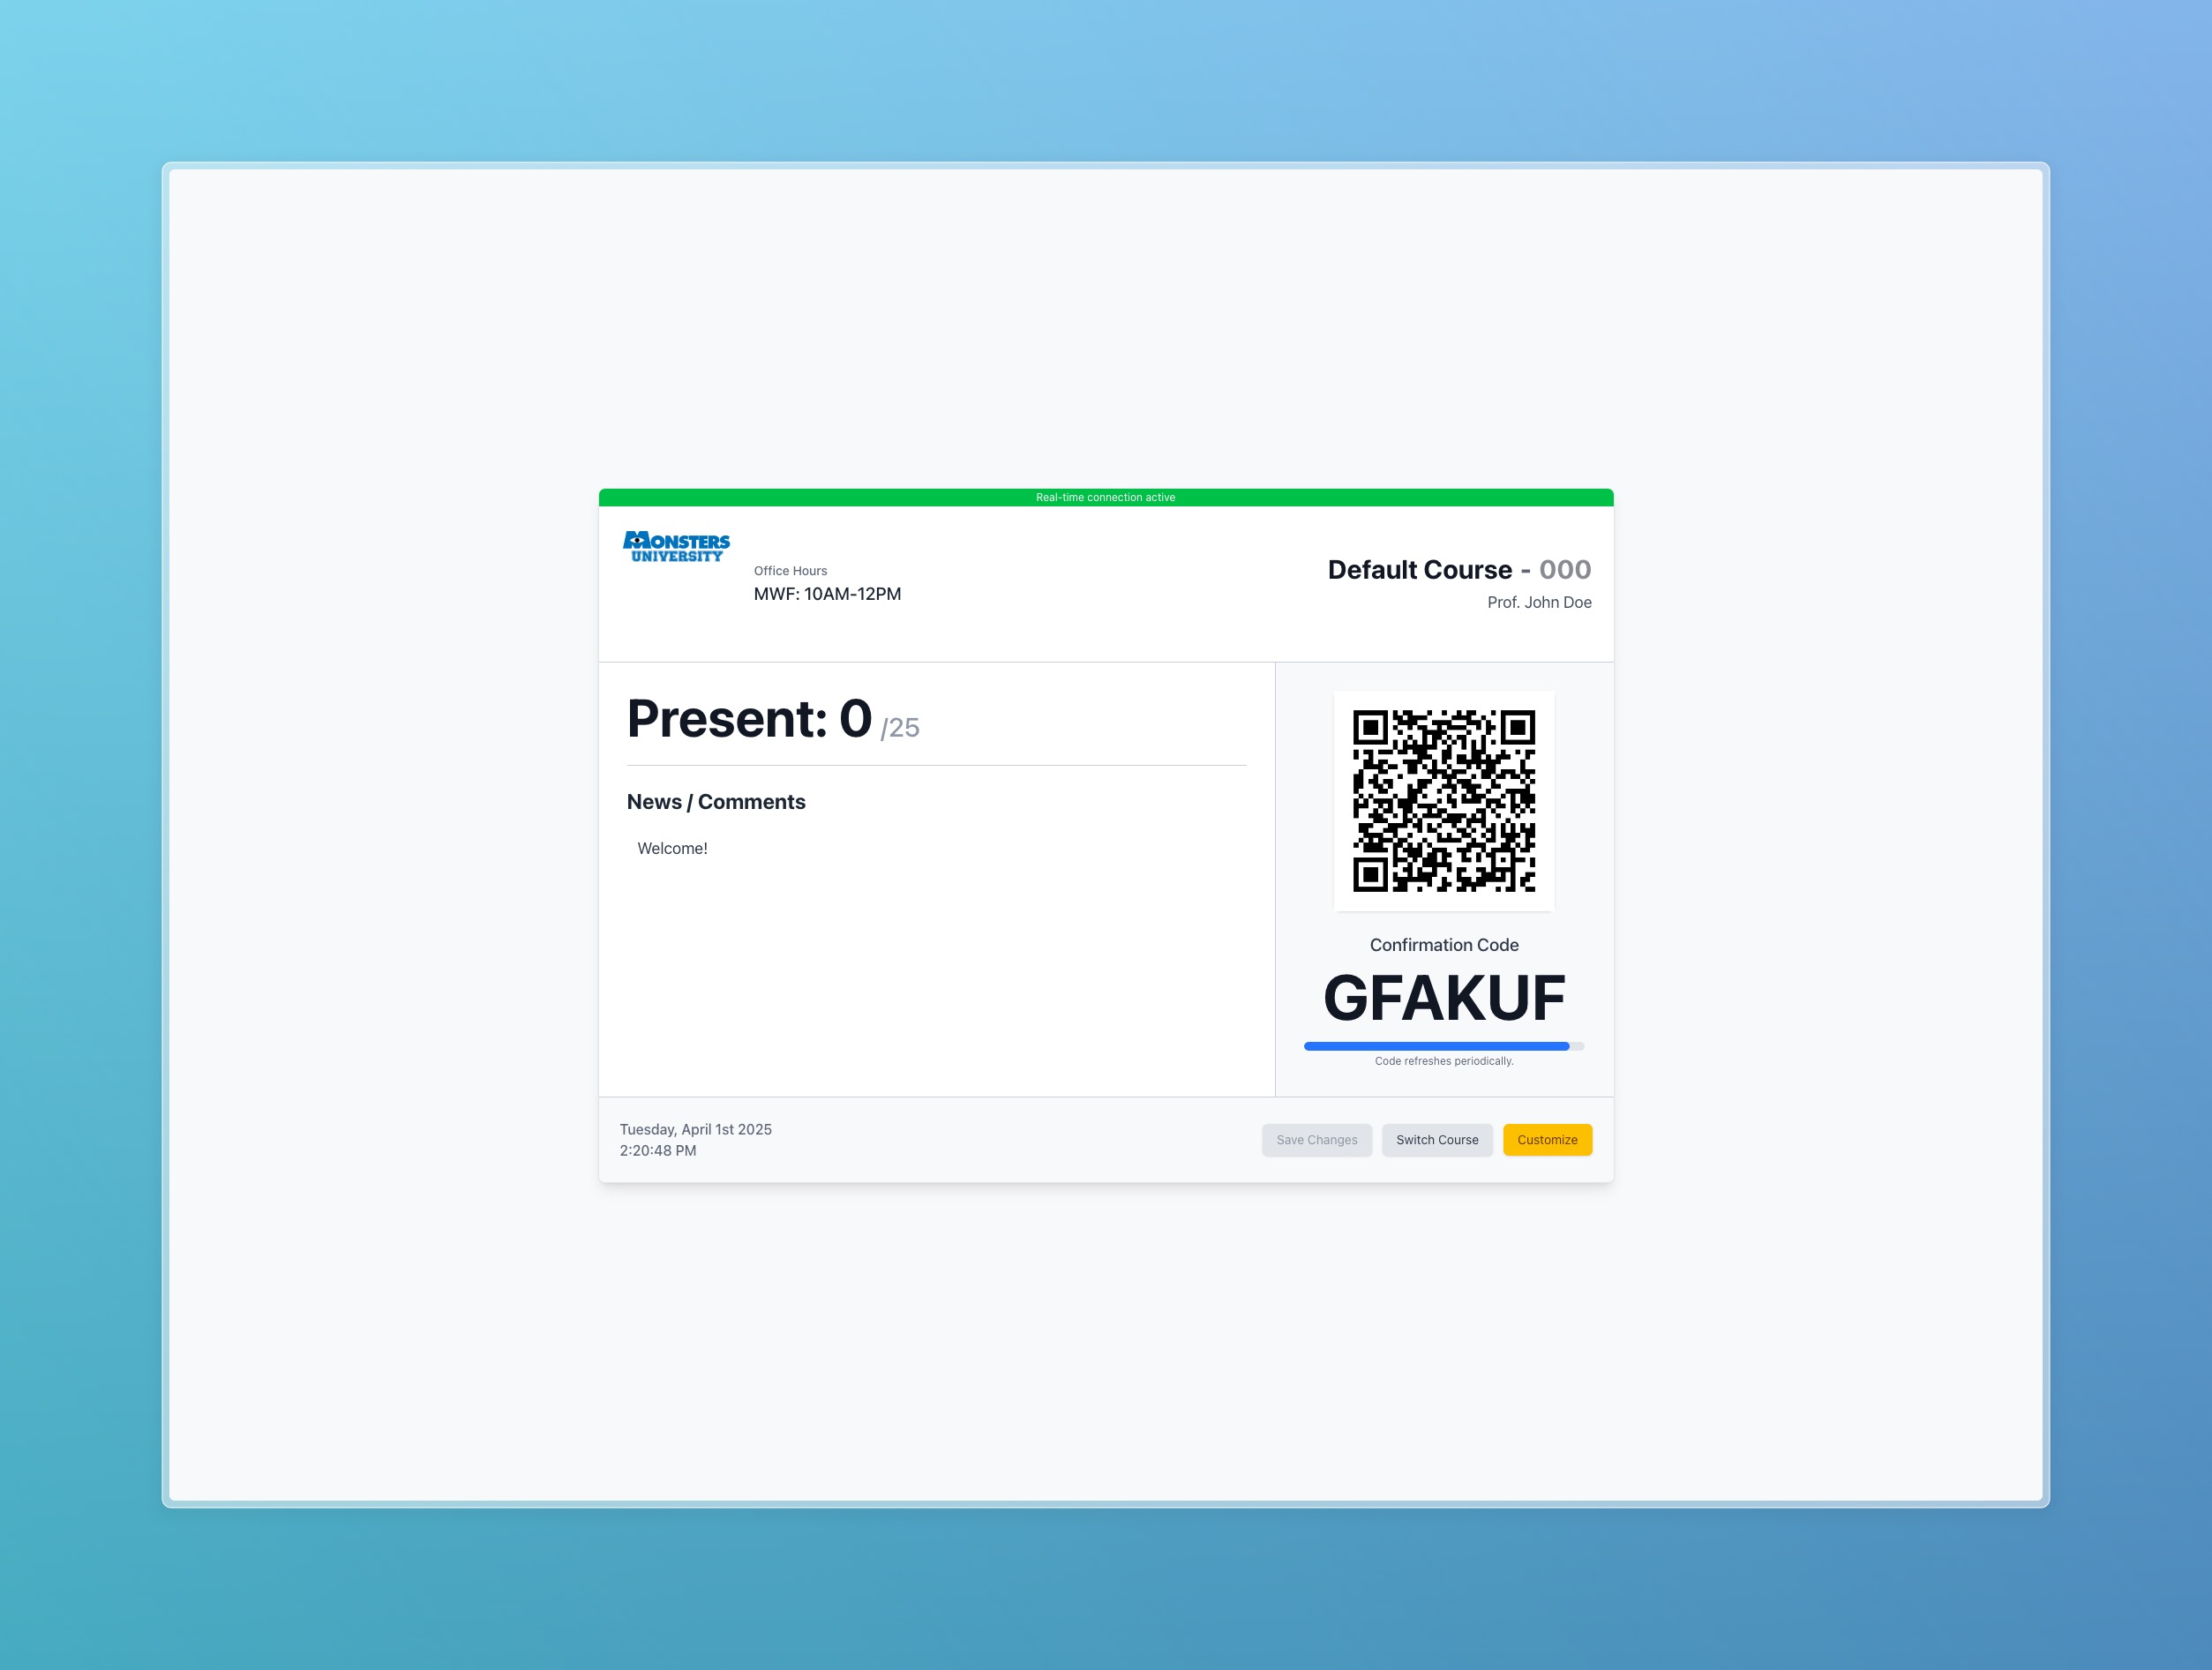 Real-time connection active
MONSTERS
UNIVERSITY
Office Hours
MWF: 10AM-12PM
Default Course - 000
Prof. John Doe
Present: 0 /25
News / Comments
Welcome!
Confirmation Code
GFAKUF
Code refreshes periodically.
Tuesday, April 1st 2025
2:20:48 PM
Save Changes
Switch Course
Customize